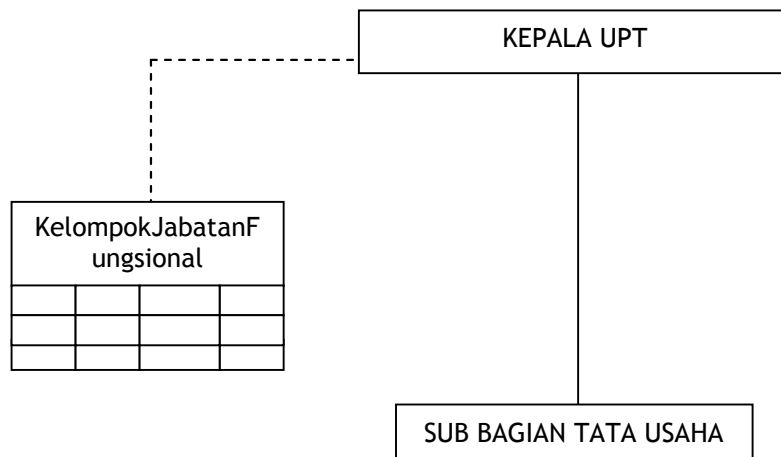 KEPALA UPT
KelompokJabatanF
ungsional
SUB BAGIAN TATA USAHA